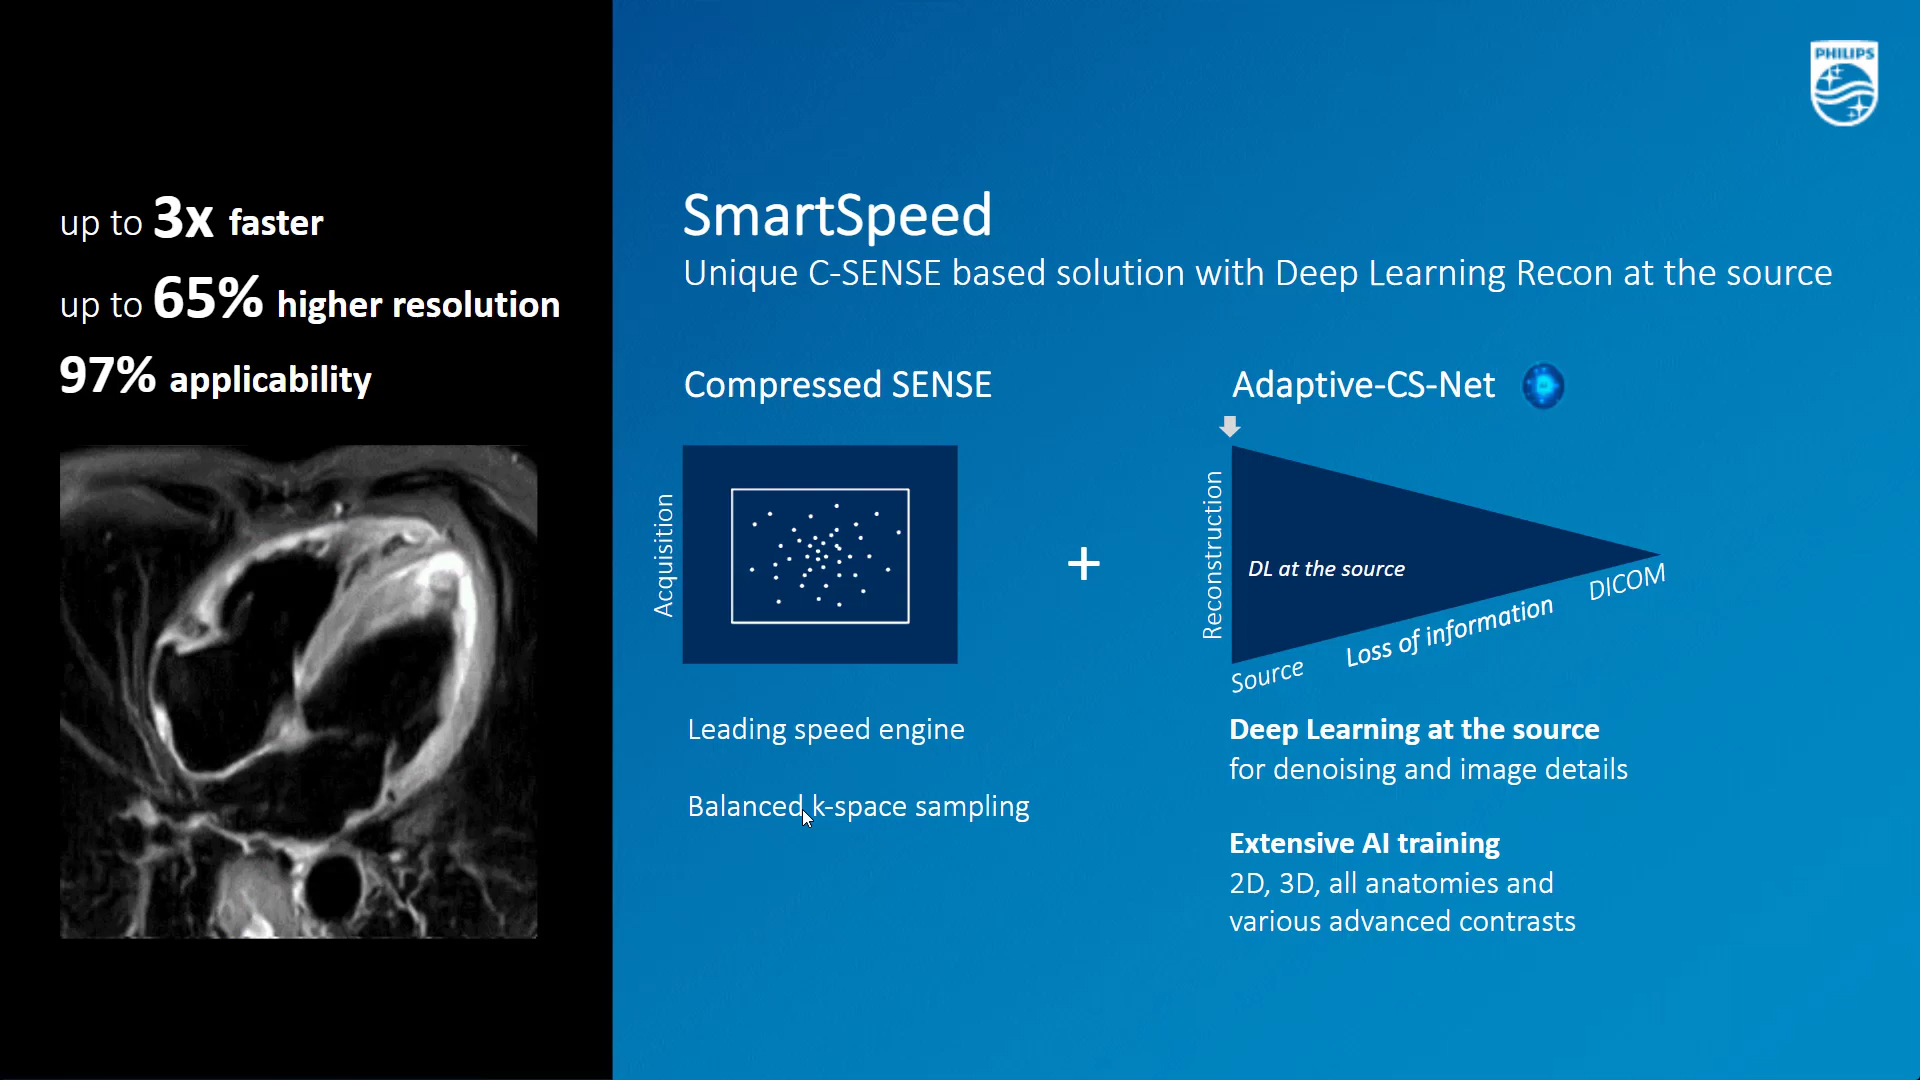 up to 3x faster
up to 65% higher resolution
97% applicability
PHILIPS
SmartSpeed
Unique C-SENSE based solution with Deep Learning Recon at the source
Compressed SENSE
Acquisition
Leading speed engine
Balanced k-space sampling
+
Adaptive-CS-Net
Reconstruction
DL at the source
Source
Loss of information
DICOM
Deep Learning at the source
for denoising and image details
Extensive AI training
2D, 3D, all anatomies and
various advanced contrasts